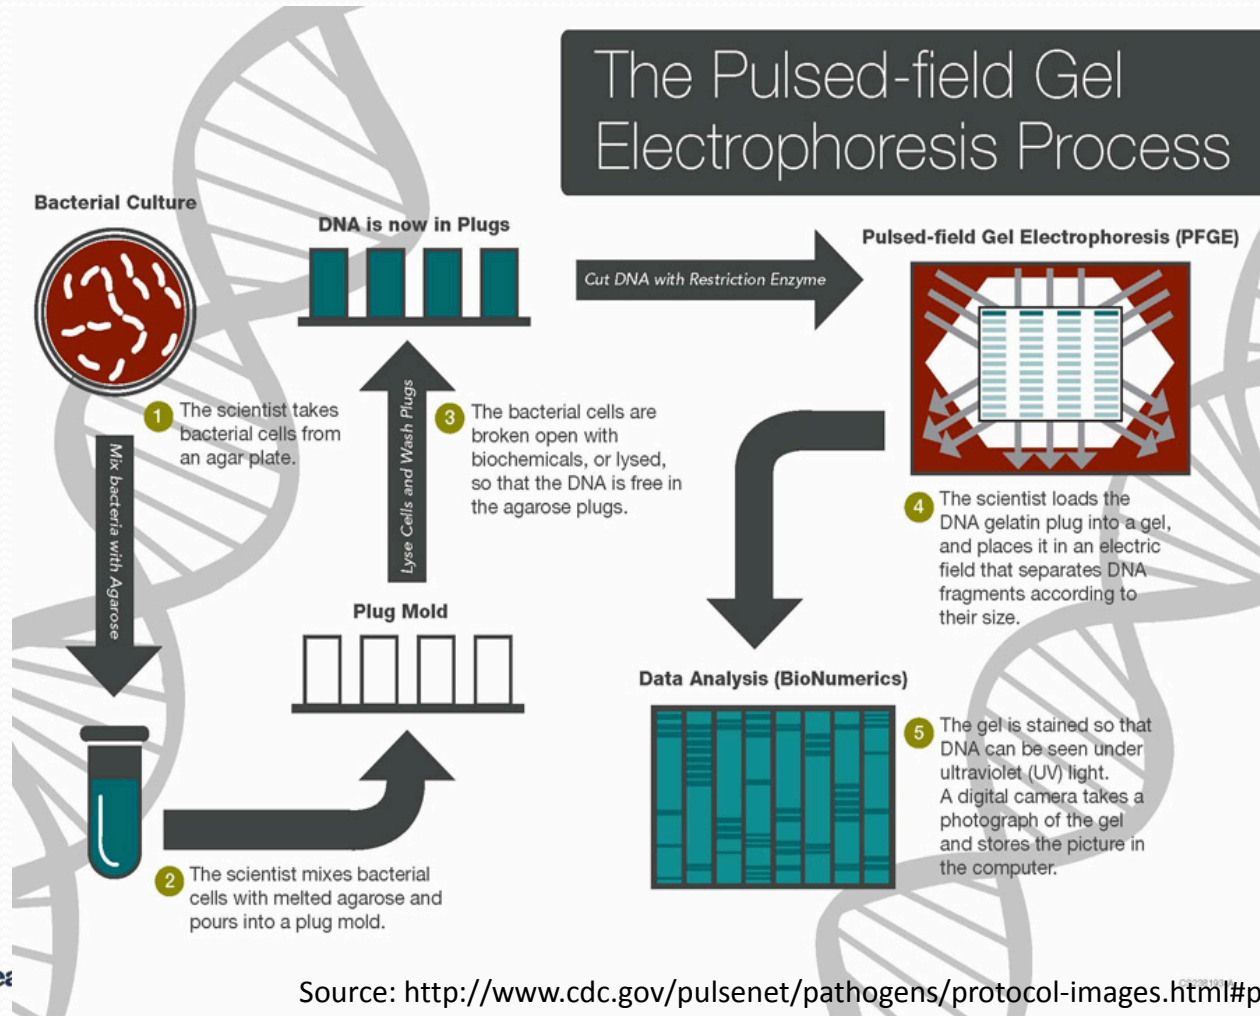 The Pulsed-field Gel
Electrophoresis Process
Bacterial Culture
1 The scientist takes
bacterial cells from
an agar plate.
Mix bacteria with Agarose
2 The scientist mixes bacterial
cells with melted agarose and
pours into a plug mold.
Plug Mold
Lyse Cells and Wash Plugs
3 The bacterial cells are
broken open with
biochemicals, or lysed,
so that the DNA is free in
the agarose plugs.
DNA is now in Plugs
Cut DNA with Restriction Enzyme
Pulsed-field Gel Electrophoresis (PFGE)
4 The scientist loads the
DNA gelatin plug into a gel,
and places it in an electric
field that separates DNA
fragments according to
their size.
Data Analysis (BioNumerics)
5 The gel is stained so that
DNA can be seen under
ultraviolet (UV) light.
A digital camera takes a
photograph of the gel
and stores the picture in
the computer.
Source: http://www.cdc.gov/pulsenet/pathogens/protocol-images.html#p